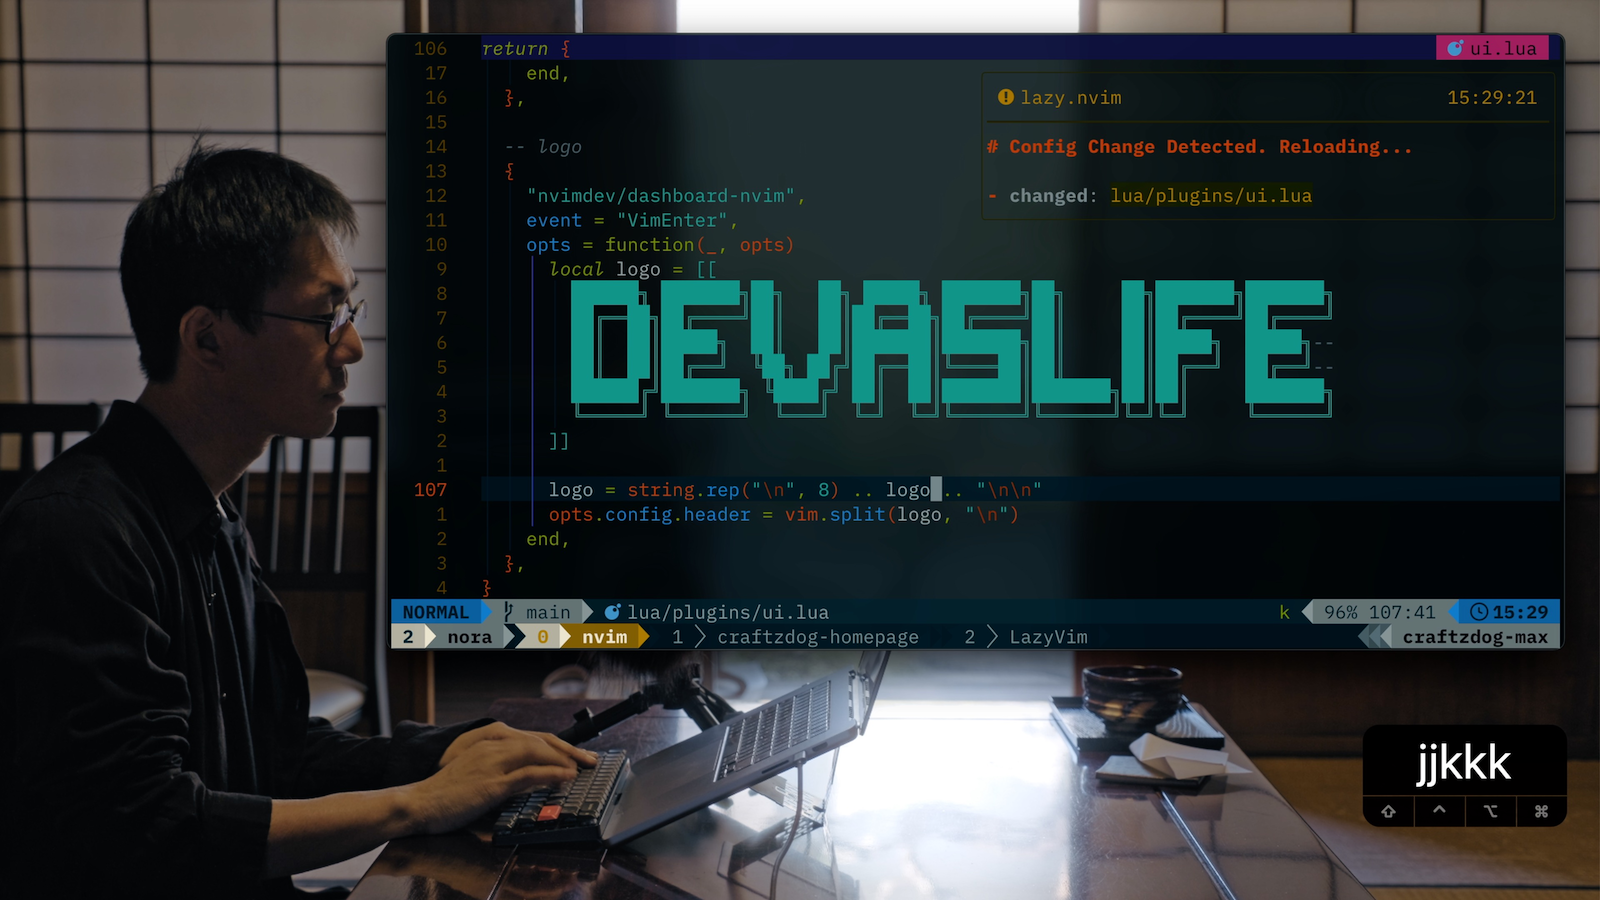 106 return {
ui.lua
17 end,
16 },
15
14 -- logo
13 {
12 "nvimdev/dashboard-nvim",
11 event = "VimEnter",
10 opts = function(_, opts)
9 local logo = [[
8
7
6
5
4
3
DEVASLIFE
2 ]]
1
107 logo = string.rep("\n", 8) .. logo .. "\n\n"
1 opts.config.header = vim.split(logo, "\n")
2 end,
3 },
4 }
lazy.nvim 15:29:21
# Config Change Detected. Reloading...
- changed: lua/plugins/ui.lua
NORMAL main lua/plugins/ui.lua k 96% 107:41 15:29
2 nora 0 nvim 1 craftzdog-homepage 2 LazyVim craftzdog-max
jjkkk
⇧ ⌃ ⌥ ⌘